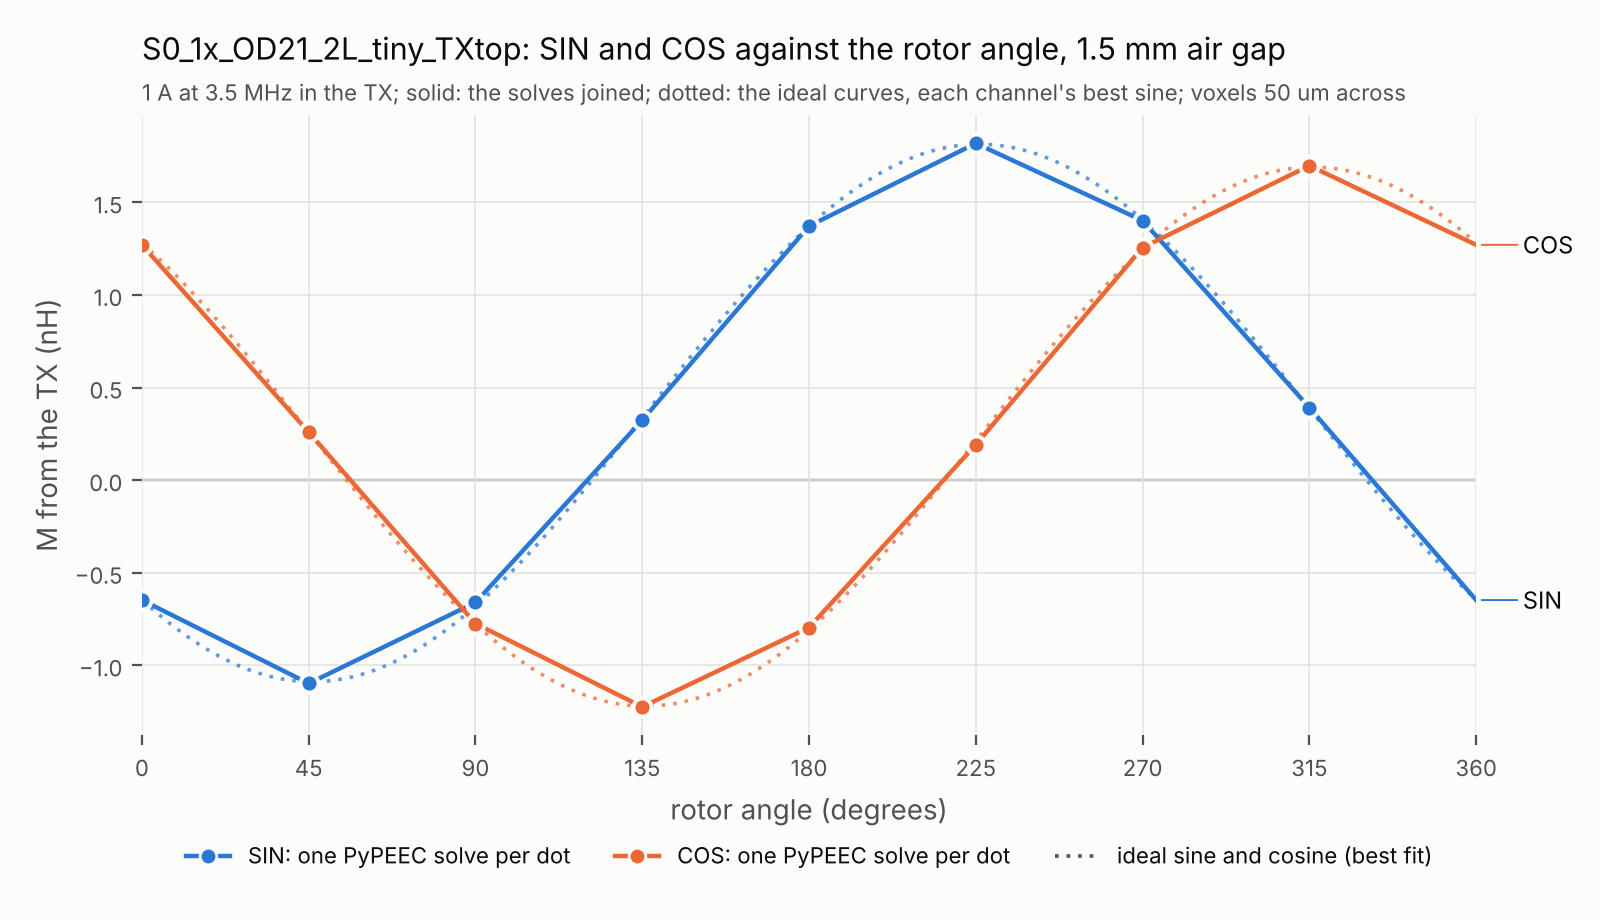 S0_1x_OD21_2L_tiny_TXtop: SIN and COS against the rotor angle, 1.5 mm air gap
1 A at 3.5 MHz in the TX; solid: the solves joined; dotted: the ideal curves, each channel's best sine; voxels 50 um across
M from the TX (nH)
1.5
1.0
0.5
0.0
−0.5
−1.0
COS
SIN
0 45 90 135 180 225 270 315 360
rotor angle (degrees)
SIN: one PyPEEC solve per dot COS: one PyPEEC solve per dot ideal sine and cosine (best fit)